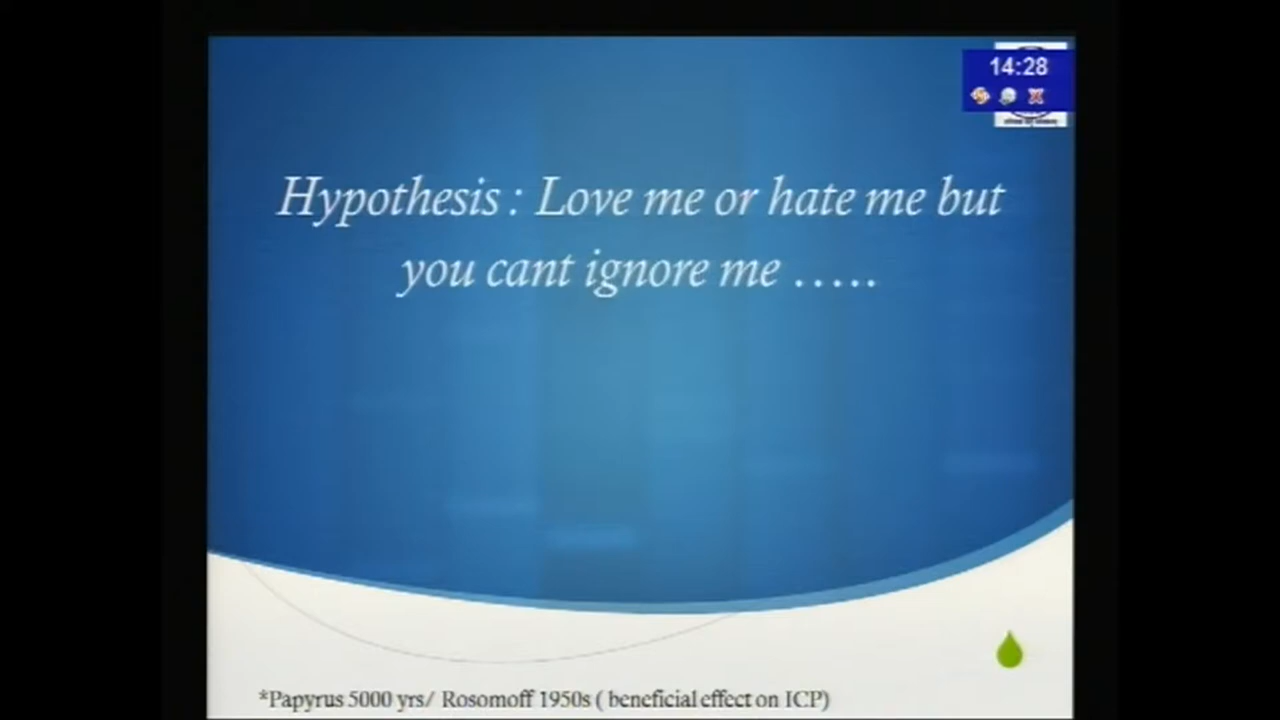 14:28
Hypothesis : Love me or hate me but
you cant ignore me .....
*Papyrus 5000 yrs/ Rosomoff 1950s ( beneficial effect on ICP)